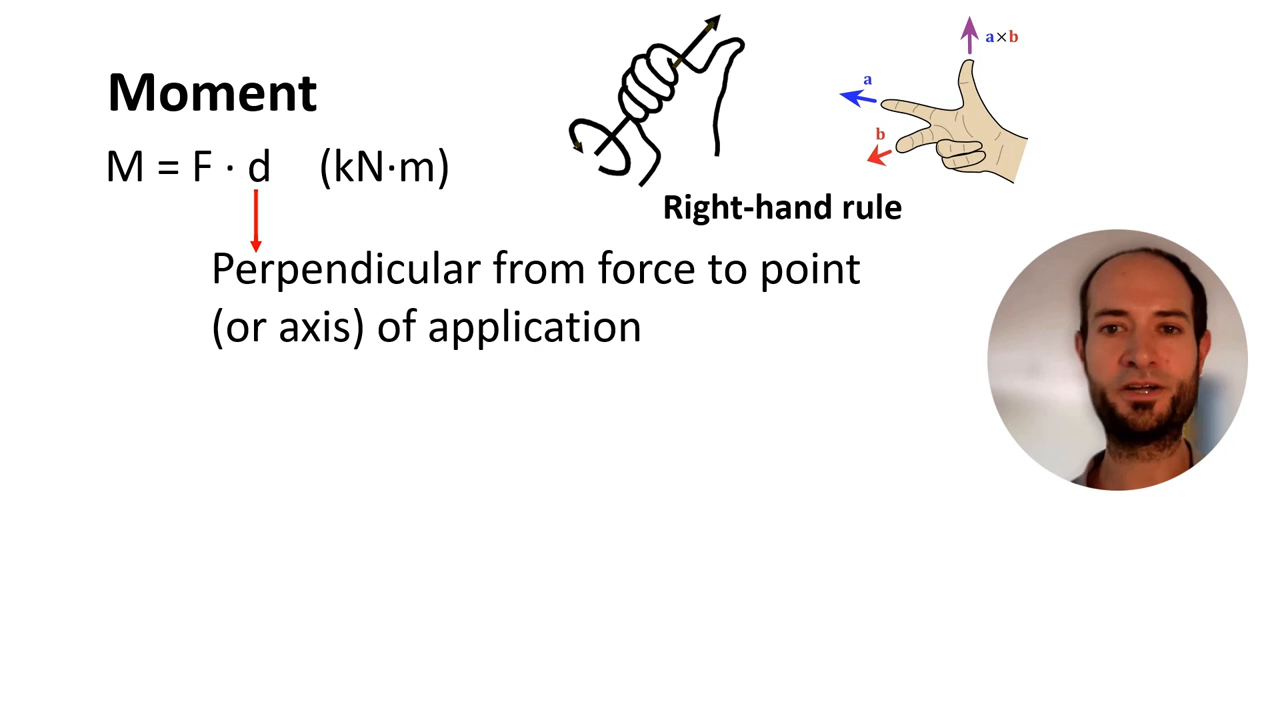 Moment
M = F · d (kN·m)
Perpendicular from force to point
(or axis) of application
Right-hand rule
a
b
a×b